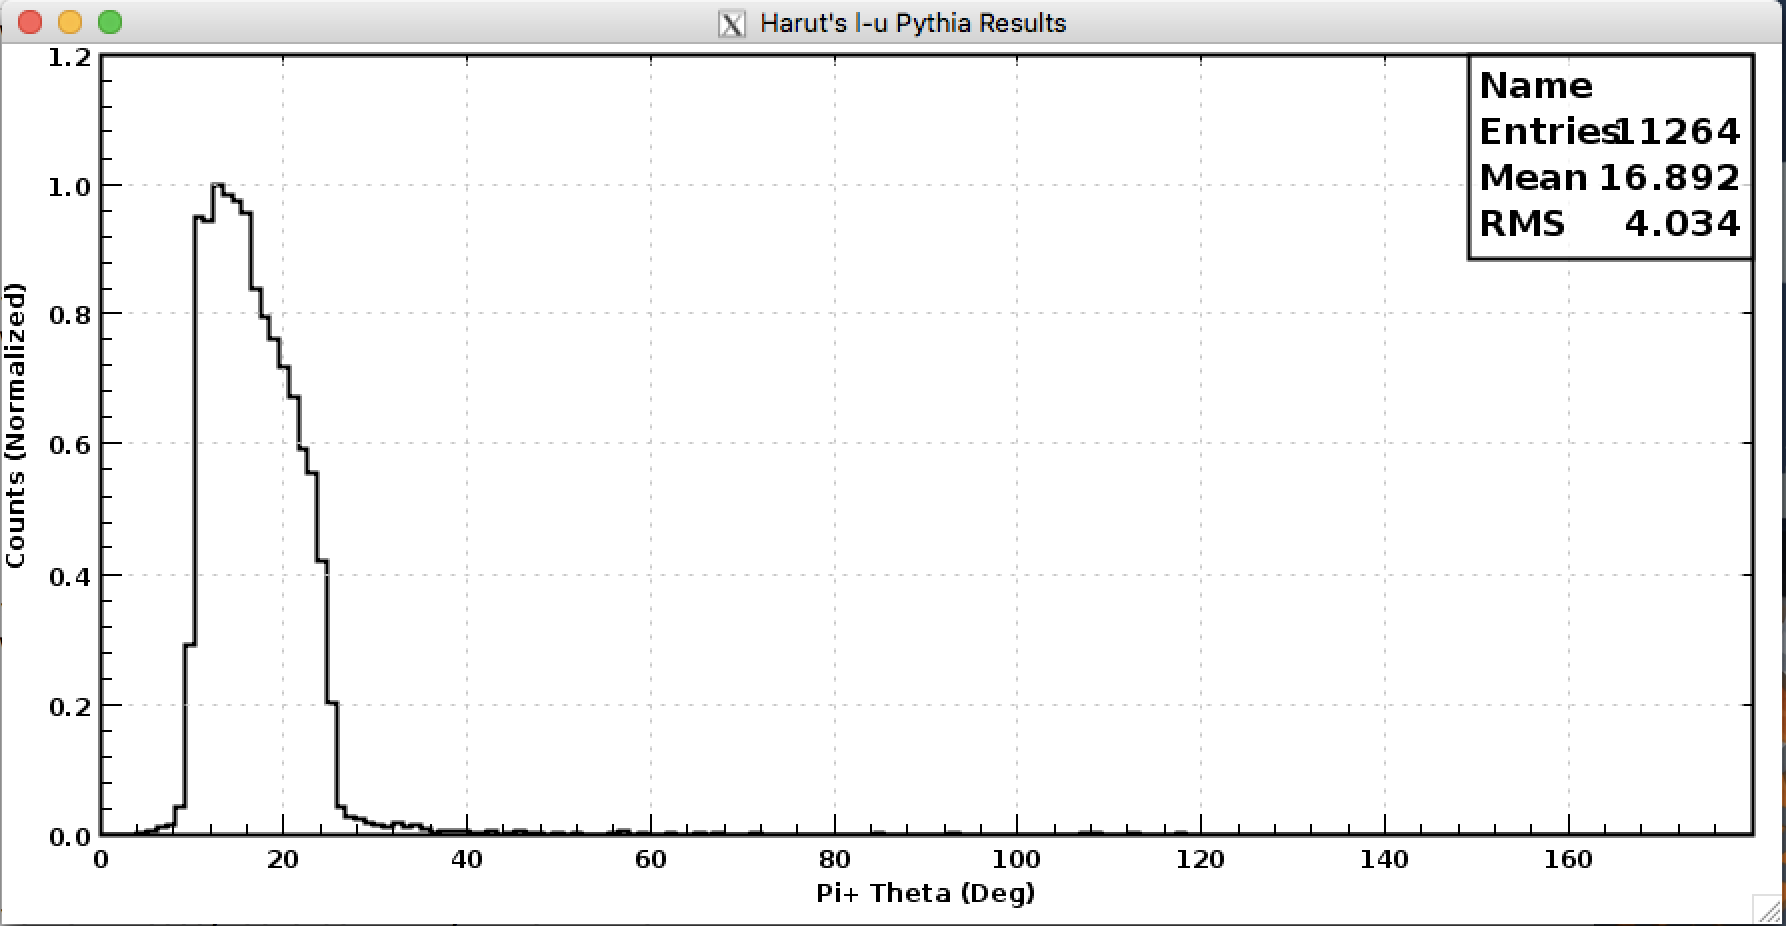 Harut's l-u Pythia Results
Name
Entries 11264
Mean 16.892
RMS 4.034
1.2
1.0
0.8
0.6
0.4
0.2
0.0
Counts (Normalized)
0 20 40 60 80 100 120 140 160
Pi+ Theta (Deg)